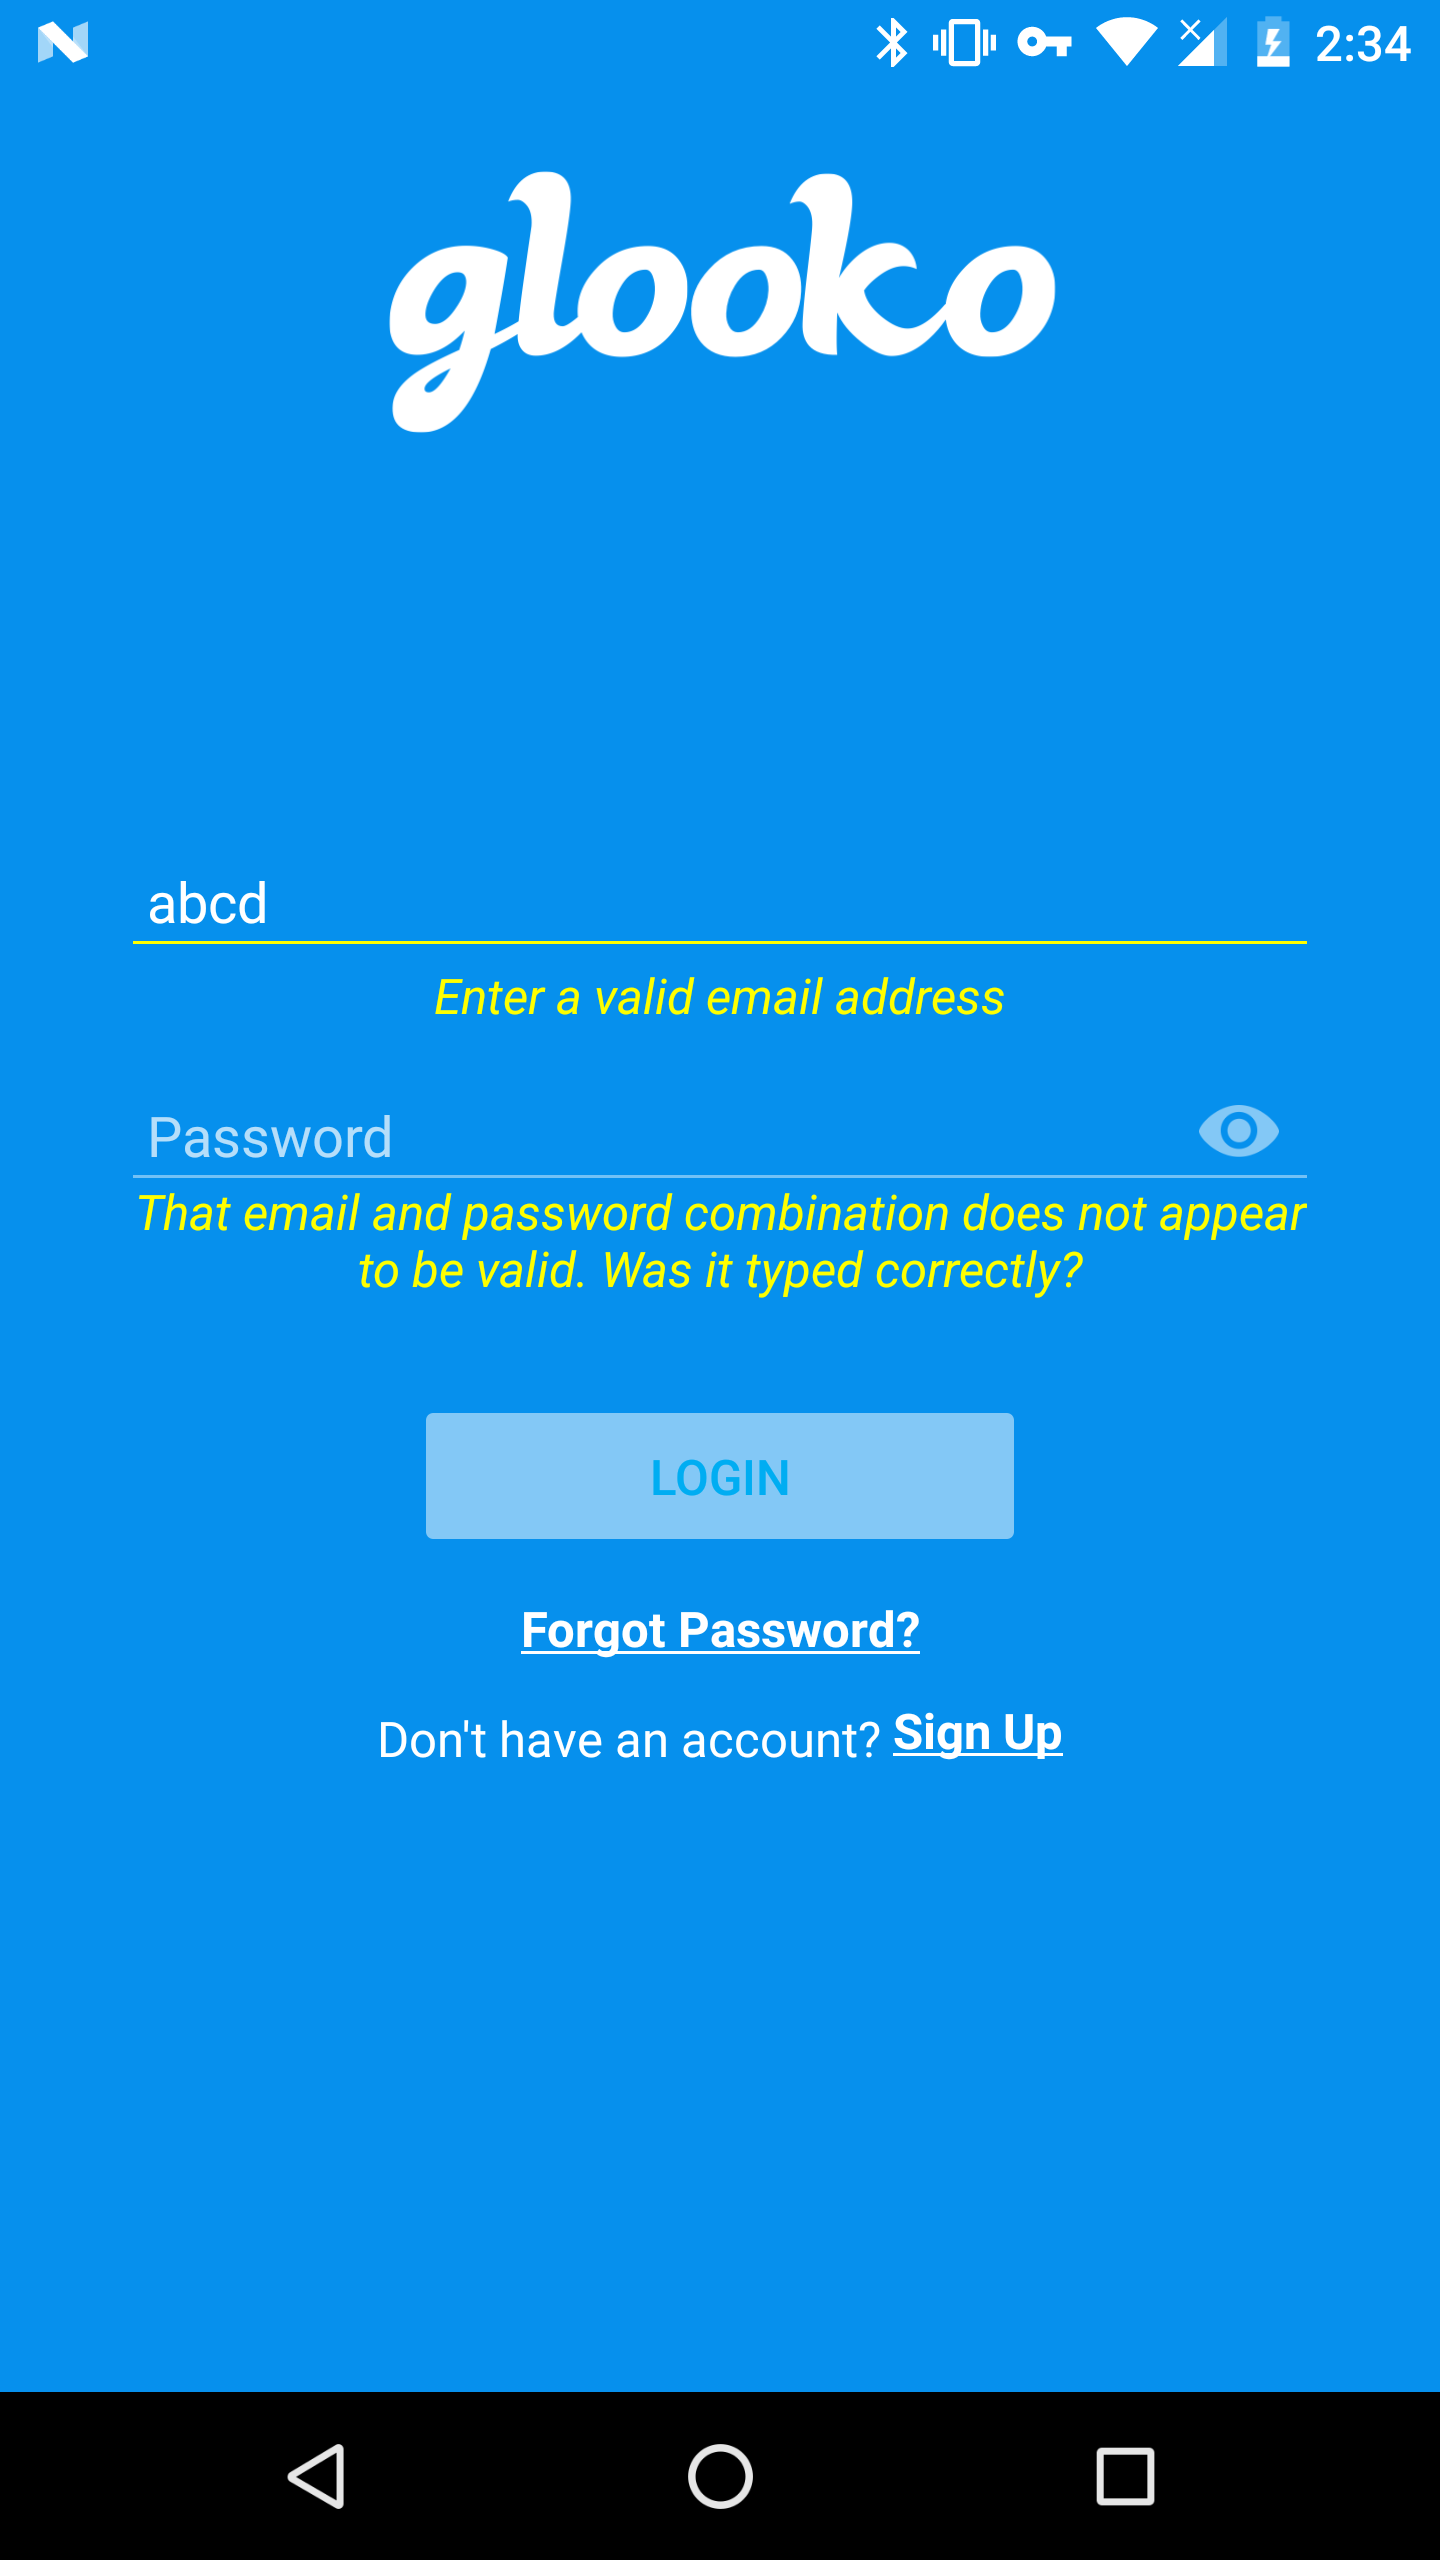 2:34
glooko
abcd
Enter a valid email address
Password
That email and password combination does not appear
to be valid. Was it typed correctly?
LOGIN
Forgot Password?
Don't have an account? Sign Up